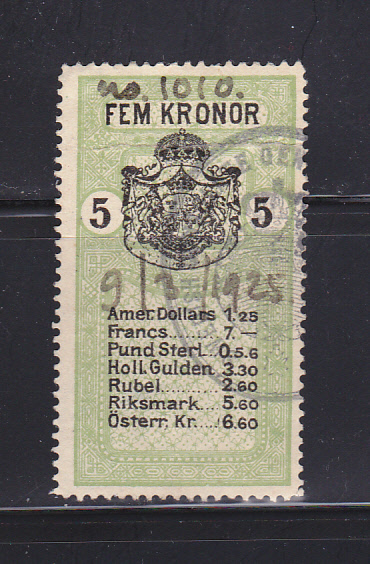 no. 1010.
FEM KRONOR
5 5
9/3/1925
Amer. Dollars 1.25
Francs...... 7.—
Pund Sterl. 0.5.6
Holl. Gulden 3.30
Rubel...... 2.60
Riksmark.... 5.60
Österr. Kr... 6.60